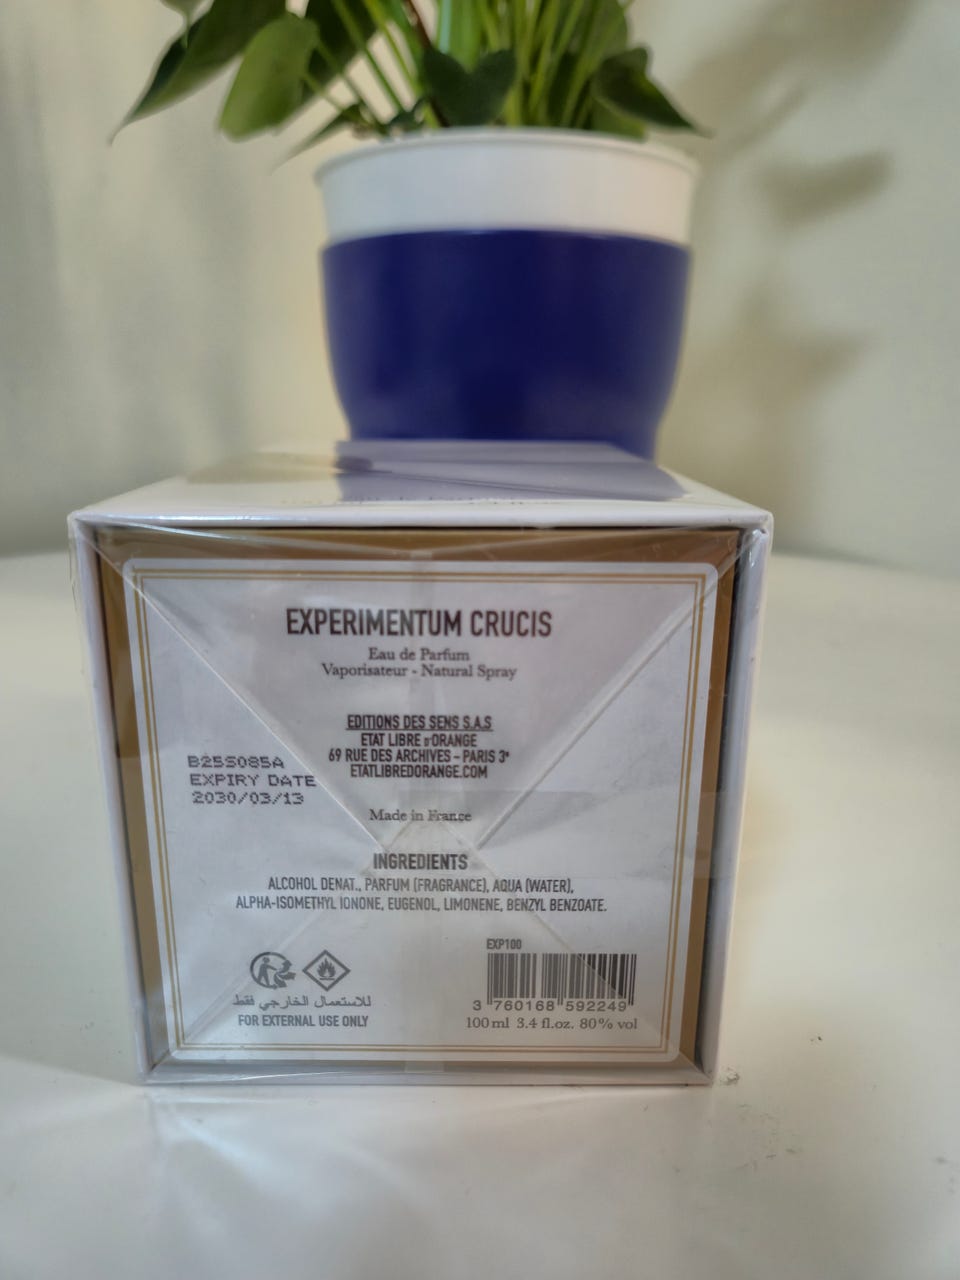 EXPERIMENTUM CRUCIS
Eau de Parfum
Vaporisateur - Natural Spray
EDITIONS DES SENS S.A.S
ETAT LIBRE D'ORANGE
69 RUE DES ARCHIVES - PARIS 3e
ETATLIBREDORANGE.COM
B25S085A
EXPIRY DATE
2030/03/13
Made in France
INGREDIENTS
ALCOHOL DENAT., PARFUM (FRAGRANCE), AQUA (WATER),
ALPHA-ISOMETHYL IONONE, EUGENOL, LIMONENE, BENZYL BENZOATE.
للاستعمال الخارجي فقط
FOR EXTERNAL USE ONLY
EXP100
3 760168 592249
100 ml 3.4 fl.oz. 80% vol